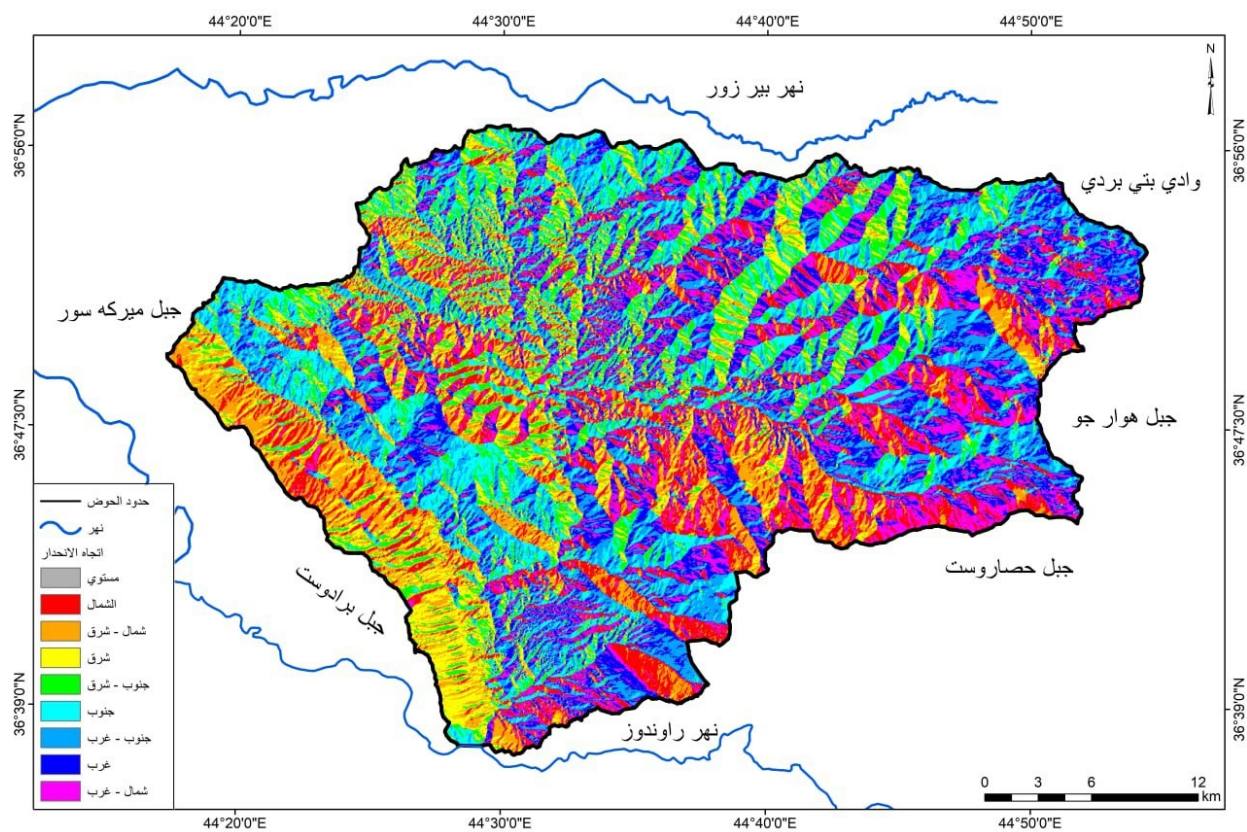 44°20'0"E
44°30'0"E
44°40'0"E
44°50'0"E
N
نهر بير زور
36°56'0"N
36°56'0"N
وادي بتي بردي
جبل ميركه سور
جبل هوار جو
36°47'30"N
36°47'30"N
حدود الحوض
نهر
اتجاه الانحدار
مستوي
الشمال
شمال - شرق
شرق
جنوب - شرق
جنوب
جنوب - غرب
غرب
شمال - غرب
جبل حصاروست
جبل برادوست
36°39'0"N
36°39'0"N
نهر راوندوز
0 3 6 12
km
44°20'0"E
44°30'0"E
44°40'0"E
44°50'0"E